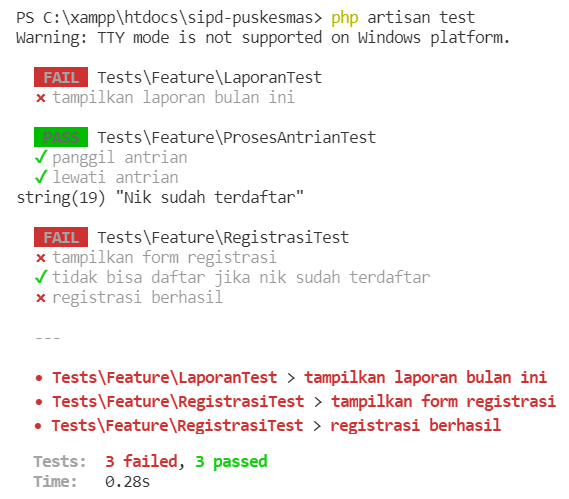 PS C:\xampp\htdocs\sipd-puskesmas> php artisan test
Warning: TTY mode is not supported on Windows platform.
FAIL Tests\Feature\LaporanTest
✕ tampilkan laporan bulan ini
PASS Tests\Feature\ProsesAntrianTest
✓ panggil antrian
✓ lewati antrian
string(19) "Nik sudah terdaftar"
FAIL Tests\Feature\RegistrasiTest
✕ tampilkan form registrasi
✓ tidak bisa daftar jika nik sudah terdaftar
✕ registrasi berhasil
---
• Tests\Feature\LaporanTest > tampilkan laporan bulan ini
• Tests\Feature\RegistrasiTest > tampilkan form registrasi
• Tests\Feature\RegistrasiTest > registrasi berhasil
Tests: 3 failed, 3 passed
Time: 0.28s